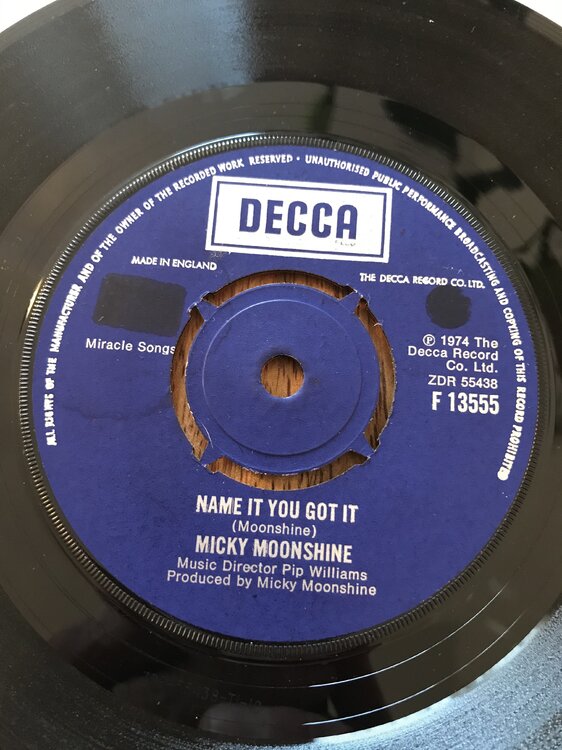 ALL RIGHTS OF THE MANUFACTURER AND OF THE OWNER OF THE RECORDED WORK RESERVED · UNAUTHORISED PUBLIC PERFORMANCE BROADCASTING AND COPYING OF THIS RECORD PROHIBITED
DECCA
MADE IN ENGLAND
THE DECCA RECORD CO. LTD.
Miracle Songs
℗ 1974 The
Decca Record
Co. Ltd.
ZDR 55438
F 13555
NAME IT YOU GOT IT
(Moonshine)
MICKY MOONSHINE
Music Director Pip Williams
Produced by Micky Moonshine